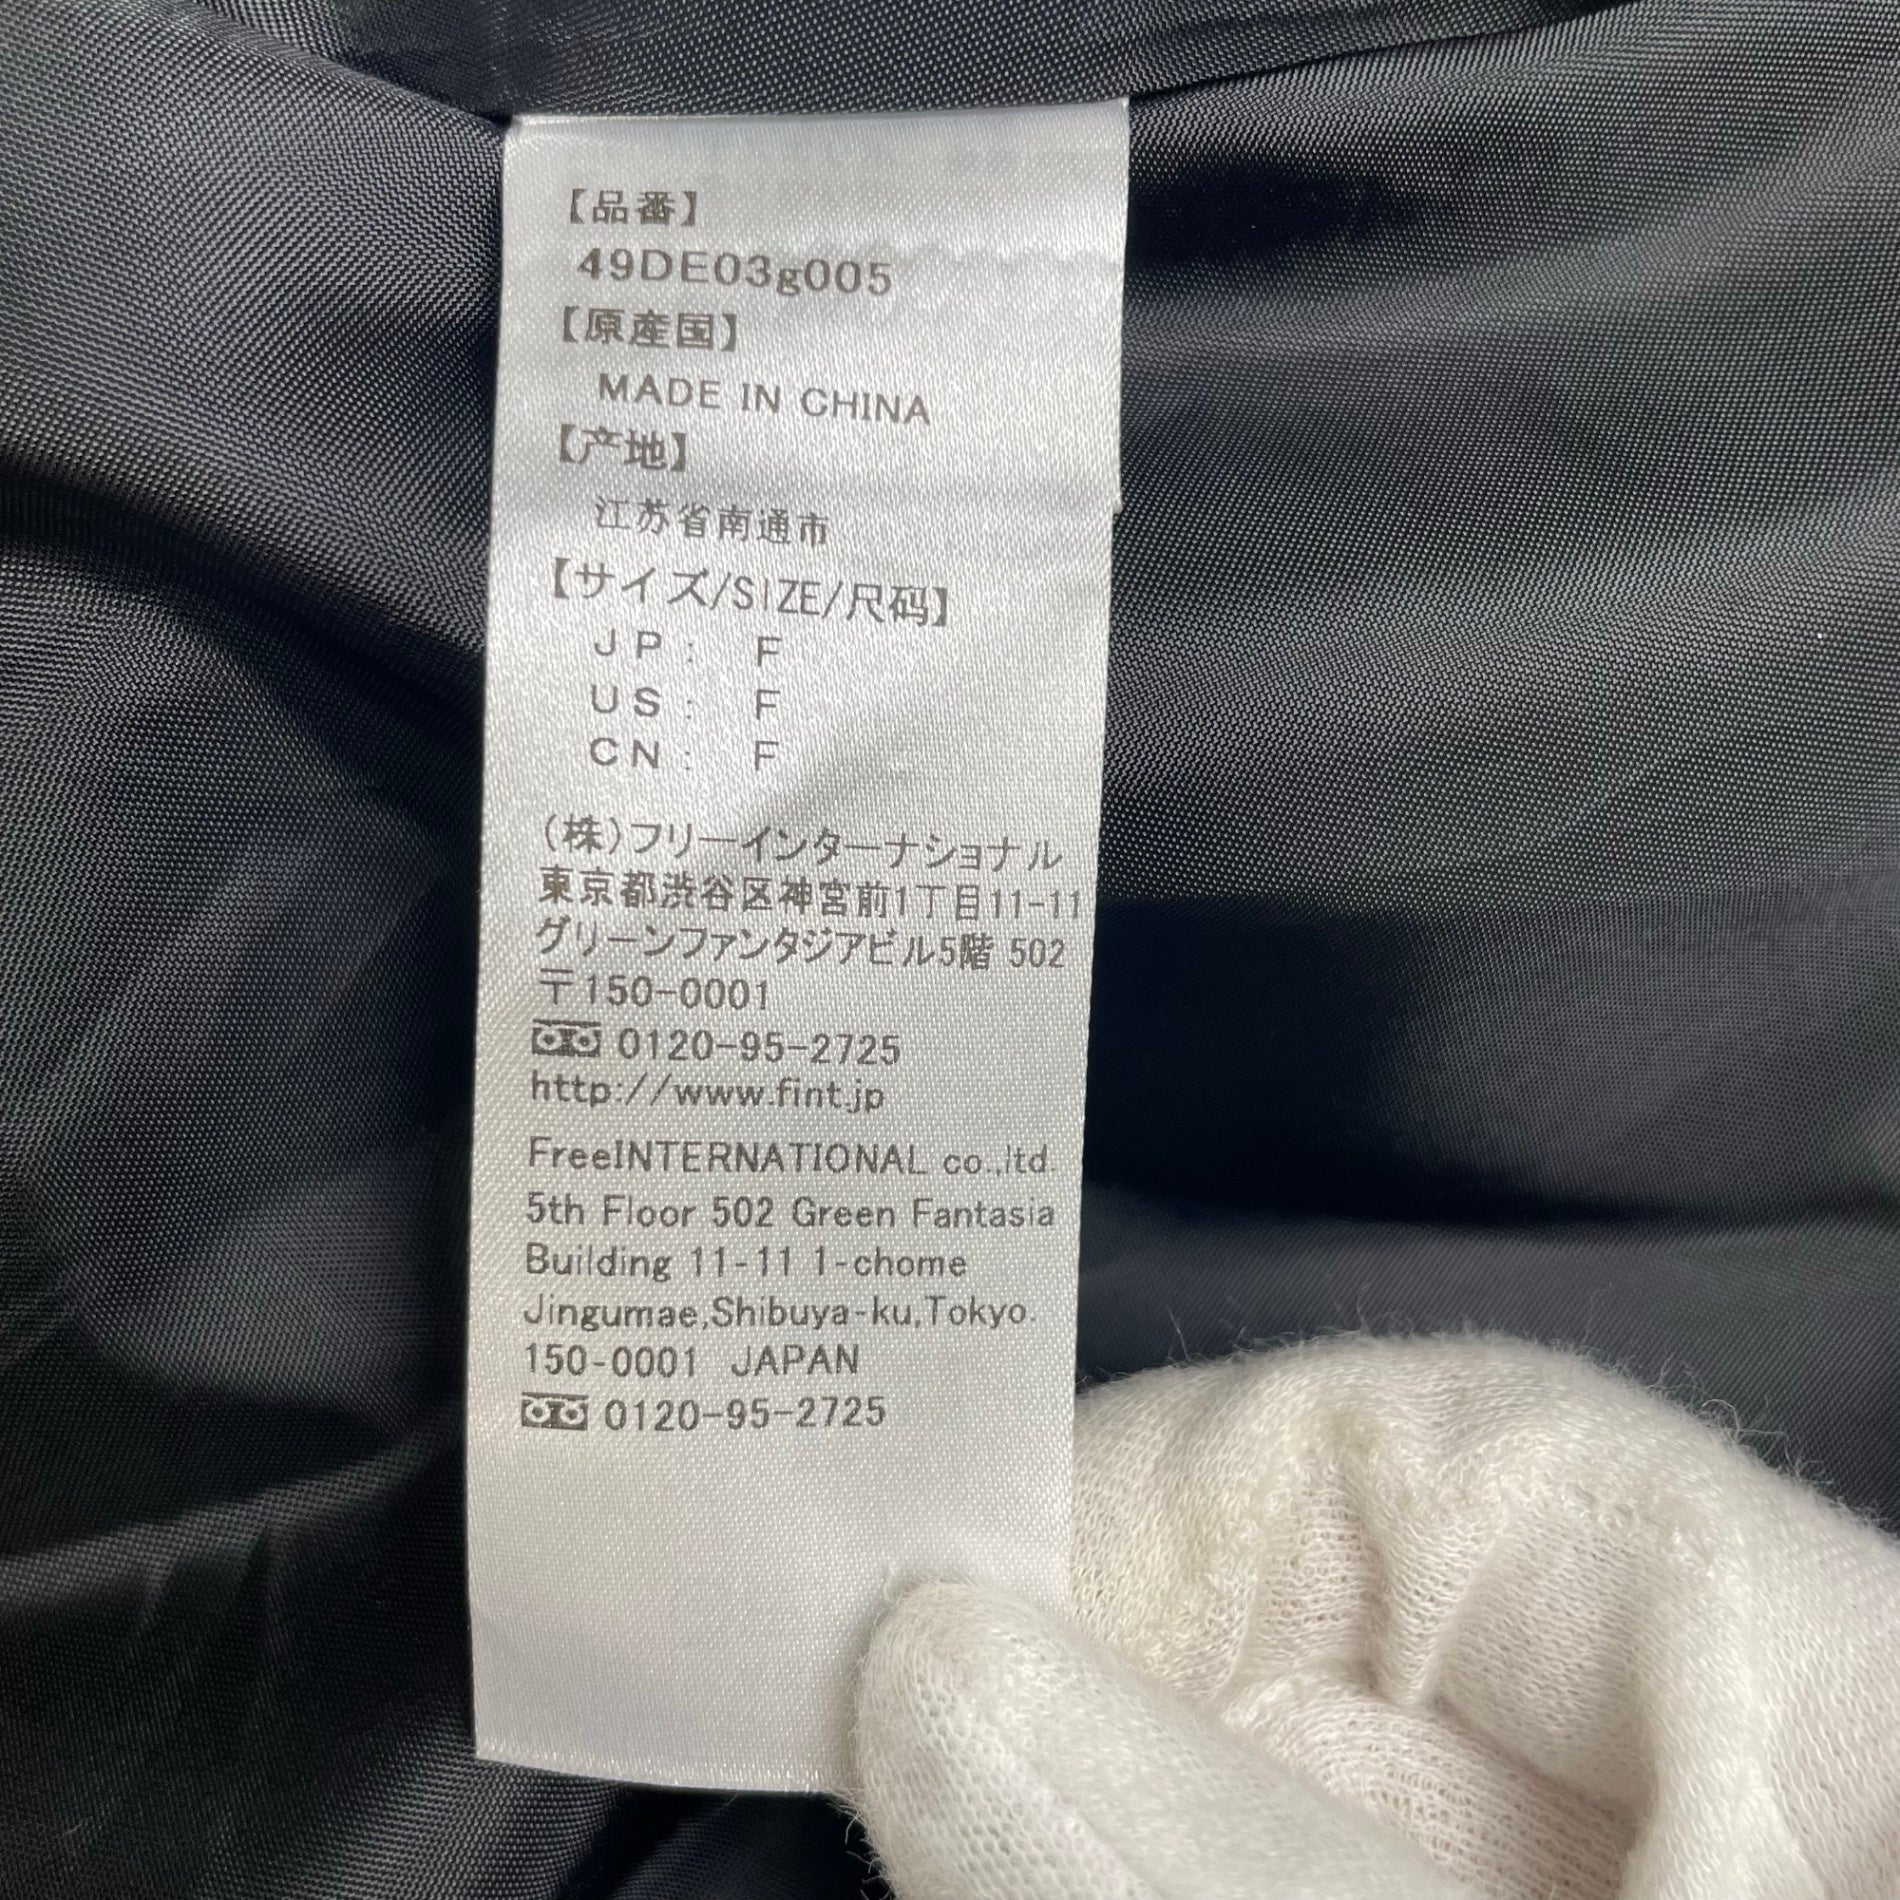 【品番】
49DE03g005
【原産国】
MADE IN CHINA
【产地】
江苏省南通市
【サイズ/SIZE/尺码】
JP: F
US: F
CN: F
(株)フリーインターナショナル
東京都渋谷区神宮前1丁目11-11
グリーンファンタジアビル5階 502
〒150-0001
0120-95-2725
http://www.fint.jp
FreeINTERNATIONAL co.,ltd.
5th Floor 502 Green Fantasia
Building 11-11 1-chome
Jingumae,Shibuya-ku,Tokyo.
150-0001 JAPAN
0120-95-2725